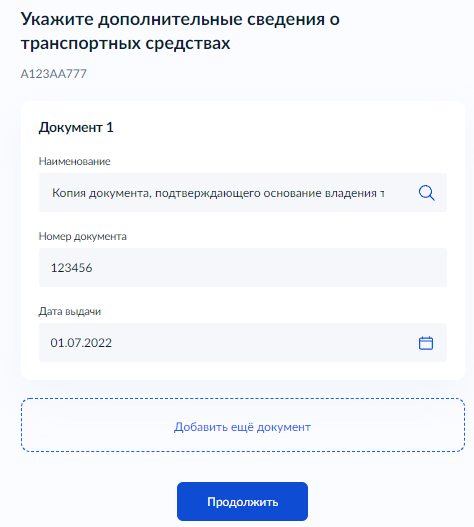 Укажите дополнительные сведения о
транспортных средствах
А123АА777
Документ 1
Наименование
Копия документа, подтверждающего основание владения т
Номер документа
123456
Дата выдачи
01.07.2022
Добавить ещё документ
Продолжить